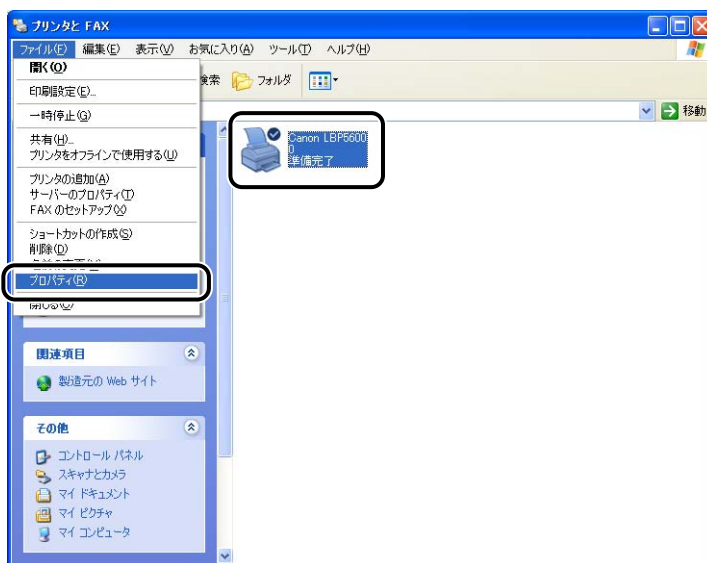 プリンタと FAX
ファイル(F) 編集(E) 表示(V) お気に入り(A) ツール(T) ヘルプ(H)
開く(O)
検索 フォルダ
印刷設定(E)...
一時停止(G)
移動
共有(H)...
プリンタをオフラインで使用する(U)
Canon LBP5600
0
準備完了
プリンタの追加(A)
サーバーのプロパティ(T)
FAX のセットアップ(X)
ショートカットの作成(S)
削除(D)
プロパティ(R)
閉じる(C)
関連項目
製造元の Web サイト
その他
コントロール パネル
スキャナとカメラ
マイ ドキュメント
マイ ピクチャ
マイ コンピュータ